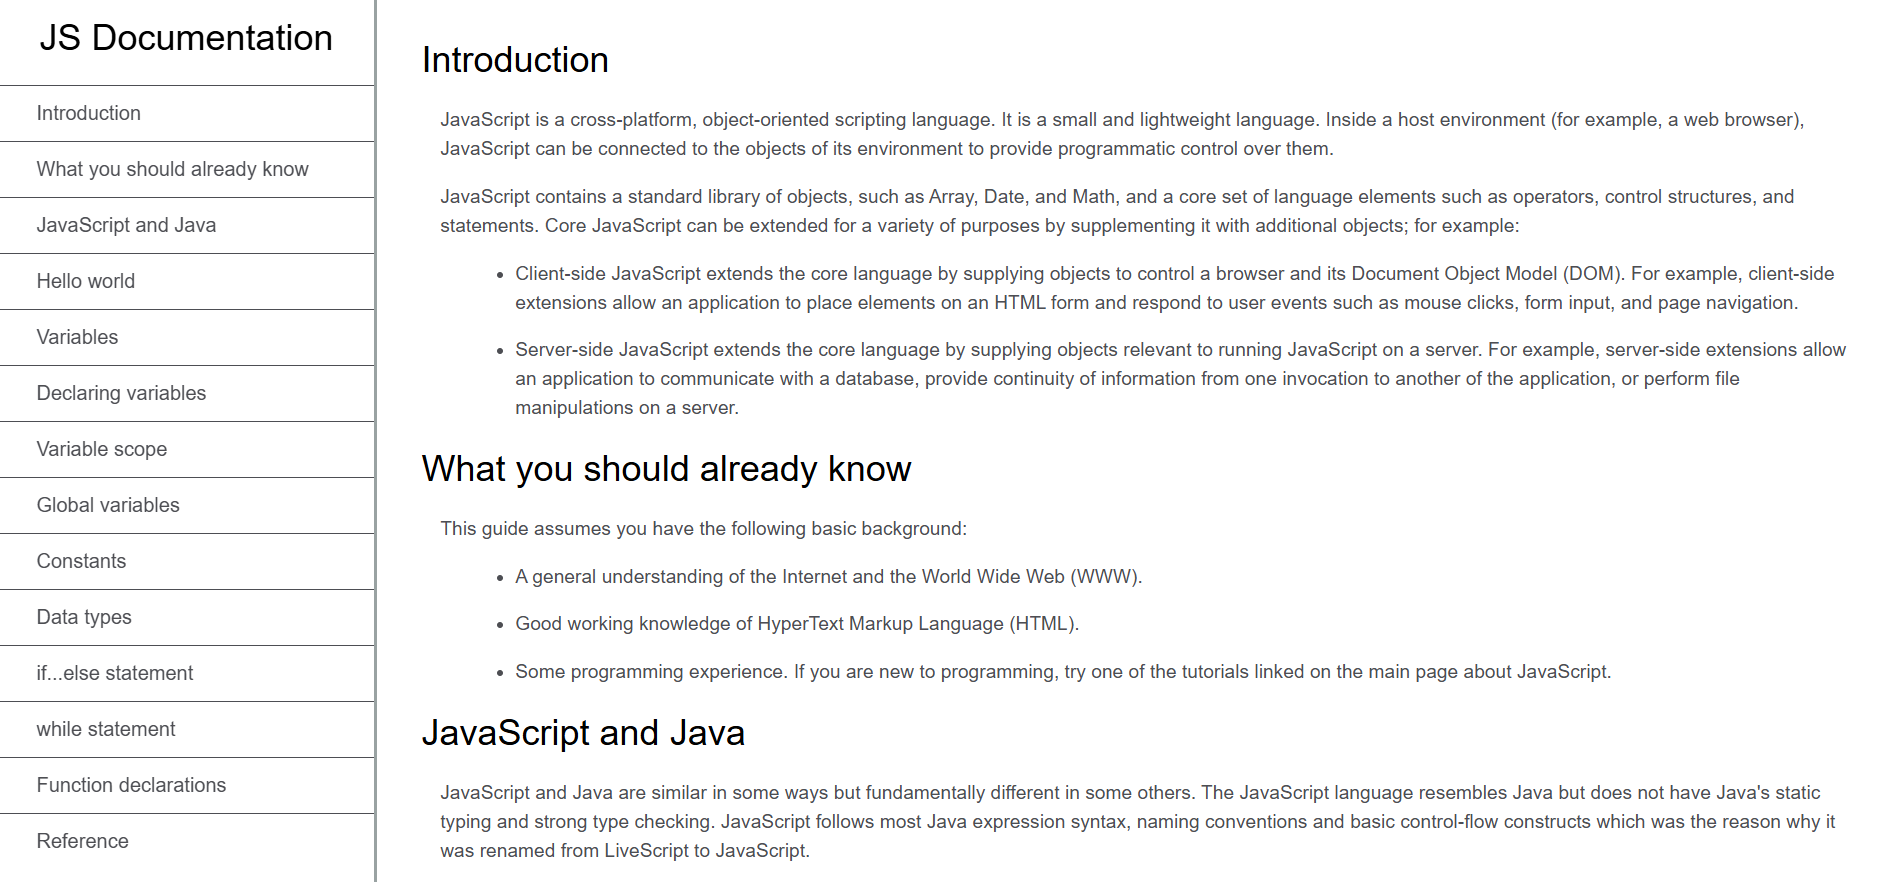 JS Documentation
Introduction
What you should already know
JavaScript and Java
Hello world
Variables
Declaring variables
Variable scope
Global variables
Constants
Data types
if...else statement
while statement
Function declarations
Reference
Introduction
JavaScript is a cross-platform, object-oriented scripting language. It is a small and lightweight language. Inside a host environment (for example, a web browser),
JavaScript can be connected to the objects of its environment to provide programmatic control over them.
JavaScript contains a standard library of objects, such as Array, Date, and Math, and a core set of language elements such as operators, control structures, and
statements. Core JavaScript can be extended for a variety of purposes by supplementing it with additional objects; for example:
• Client-side JavaScript extends the core language by supplying objects to control a browser and its Document Object Model (DOM). For example, client-side
extensions allow an application to place elements on an HTML form and respond to user events such as mouse clicks, form input, and page navigation.
• Server-side JavaScript extends the core language by supplying objects relevant to running JavaScript on a server. For example, server-side extensions allow
an application to communicate with a database, provide continuity of information from one invocation to another of the application, or perform file
manipulations on a server.
What you should already know
This guide assumes you have the following basic background:
• A general understanding of the Internet and the World Wide Web (WWW).
• Good working knowledge of HyperText Markup Language (HTML).
• Some programming experience. If you are new to programming, try one of the tutorials linked on the main page about JavaScript.
JavaScript and Java
JavaScript and Java are similar in some ways but fundamentally different in some others. The JavaScript language resembles Java but does not have Java's static
typing and strong type checking. JavaScript follows most Java expression syntax, naming conventions and basic control-flow constructs which was the reason why it
was renamed from LiveScript to JavaScript.